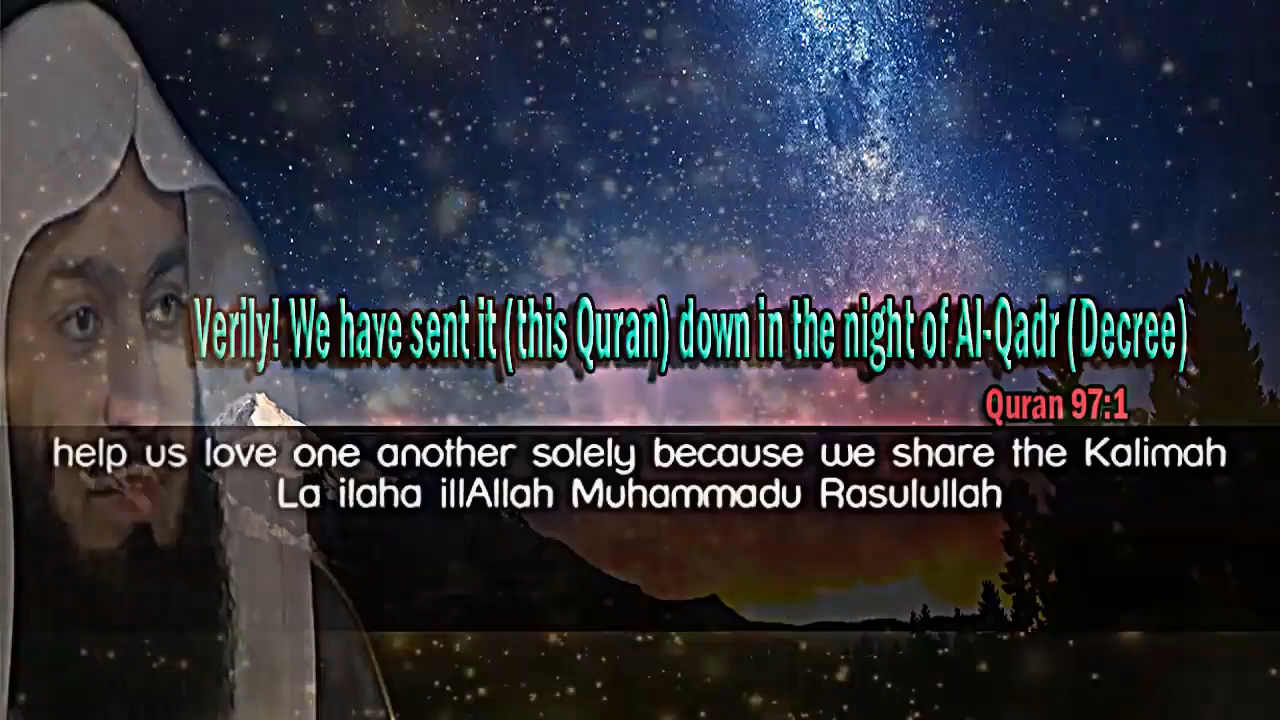 Verily! We have sent it (this Quran) down in the night of Al-Qadr (Decree)
Quran 97:1
help us love one another solely because we share the Kalimah
La ilaha illAllah Muhammadu Rasulullah